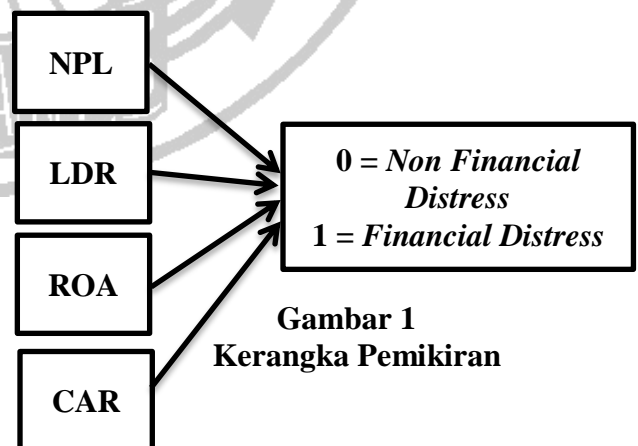 NPL
LDR
ROA
CAR
0 = Non Financial
Distress
1 = Financial Distress
Gambar 1
Kerangka Pemikiran